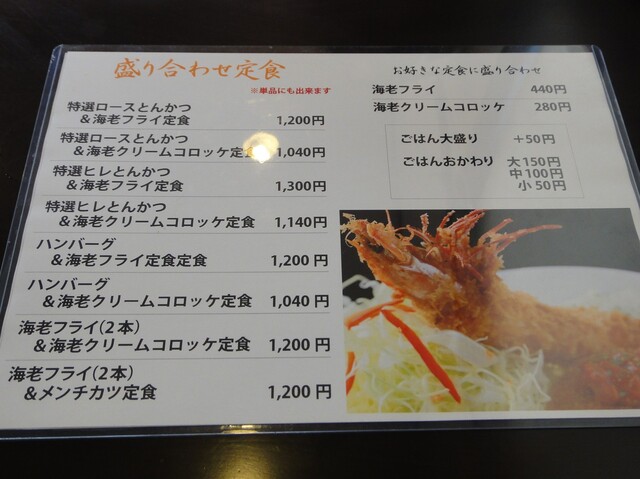 盛り合わせ定食
※単品にも出来ます
特選ロースとんかつ
＆海老フライ定食 1,200円
特選ロースとんかつ
＆海老クリームコロッケ定食 1,040円
特選ヒレとんかつ
＆海老フライ定食 1,300円
特選ヒレとんかつ
＆海老クリームコロッケ定食 1,140円
ハンバーグ
＆海老フライ定食定食 1,200円
ハンバーグ
＆海老クリームコロッケ定食 1,040円
海老フライ(2本)
＆海老クリームコロッケ定食 1,200円
海老フライ(2本)
＆メンチカツ定食 1,200円
お好きな定食に盛り合わせ
海老フライ 440円
海老クリームコロッケ 280円
ごはん大盛り ＋50円
ごはんおかわり 大150円
中100円
小50円